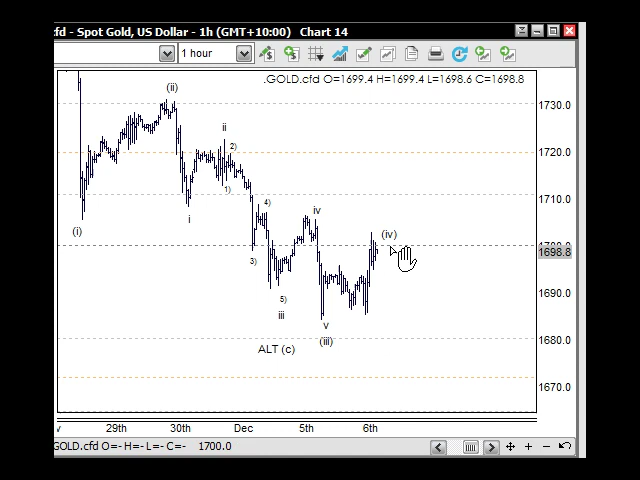 cfd - Spot Gold, US Dollar - 1h (GMT+10:00) Chart 14
1 hour
.GOLD.cfd O=1699.4 H=1699.4 L=1698.6 C=1698.8
(ii)
1730.0
ii
2)
1720.0
1)
1710.0
i
4)
iv
(i)
(iv)
3)
1698.8
5)
1690.0
iii
v
(iii)
1680.0
ALT (c)
1670.0
v 29th 30th Dec 5th 6th
GOLD.cfd O=- H=- L=- C=- 1700.0